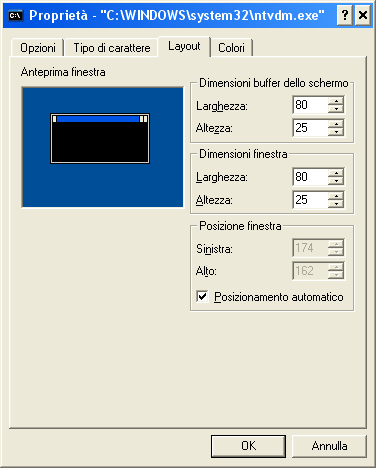 Proprietà - "C:\WINDOWS\system32\ntvdm.exe"
Opzioni
Tipo di carattere
Layout
Colori
Anteprima finestra
Dimensioni buffer dello schermo
Larghezza: 80
Altezza: 25
Dimensioni finestra
Larghezza: 80
Altezza: 25
Posizione finestra
Sinistra: 174
Alto: 162
Posizionamento automatico
OK
Annulla